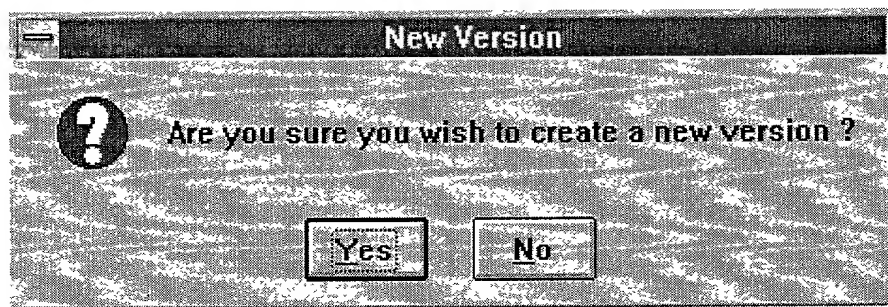 New Version
Are you sure you wish to create a new version ?
Yes
No